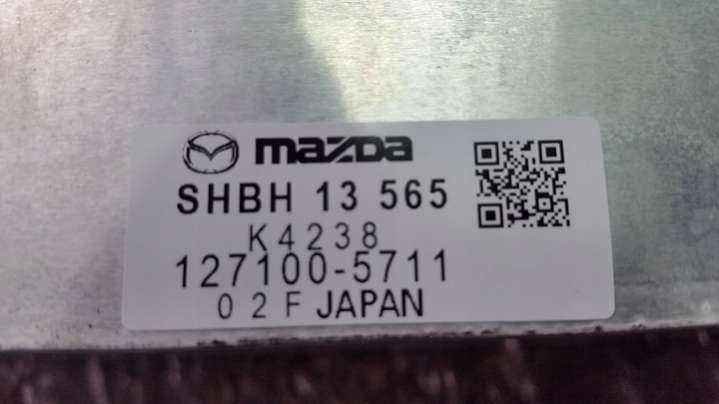 mazda
SHBH 13 565
K4238
127100-5711
02F JAPAN